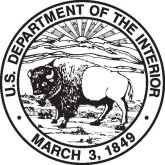 U.S. DEPARTMENT OF THE INTERIOR
· MARCH 3, 1849 ·